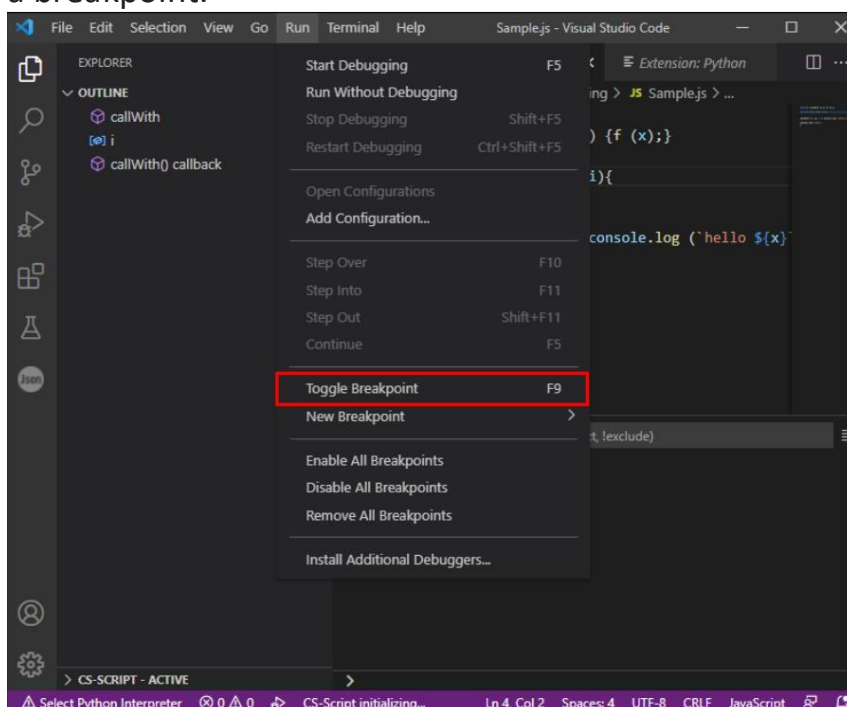 a breakpoint.
File Edit Selection View Go Run Terminal Help Sample.js - Visual Studio Code
EXPLORER
OUTLINE
callWith
i
callWith() callback
Start Debugging F5
Run Without Debugging
Stop Debugging Shift+F5
Restart Debugging Ctrl+Shift+F5
Open Configurations
Add Configuration...
Step Over F10
Step Into F11
Step Out Shift+F11
Continue F5
Toggle Breakpoint F9
New Breakpoint >
Enable All Breakpoints
Disable All Breakpoints
Remove All Breakpoints
Install Additional Debuggers...
Extension: Python ...
ing > JS Sample.js > ...
) {f (x);}
i){
console.log (`hello ${x}`
t, !exclude)
Json
> CS-SCRIPT - ACTIVE
>
Select Python Interpreter 0 0 CS-Script initializing... Ln 4, Col 2 Spaces: 4 UTF-8 CRLF JavaScript